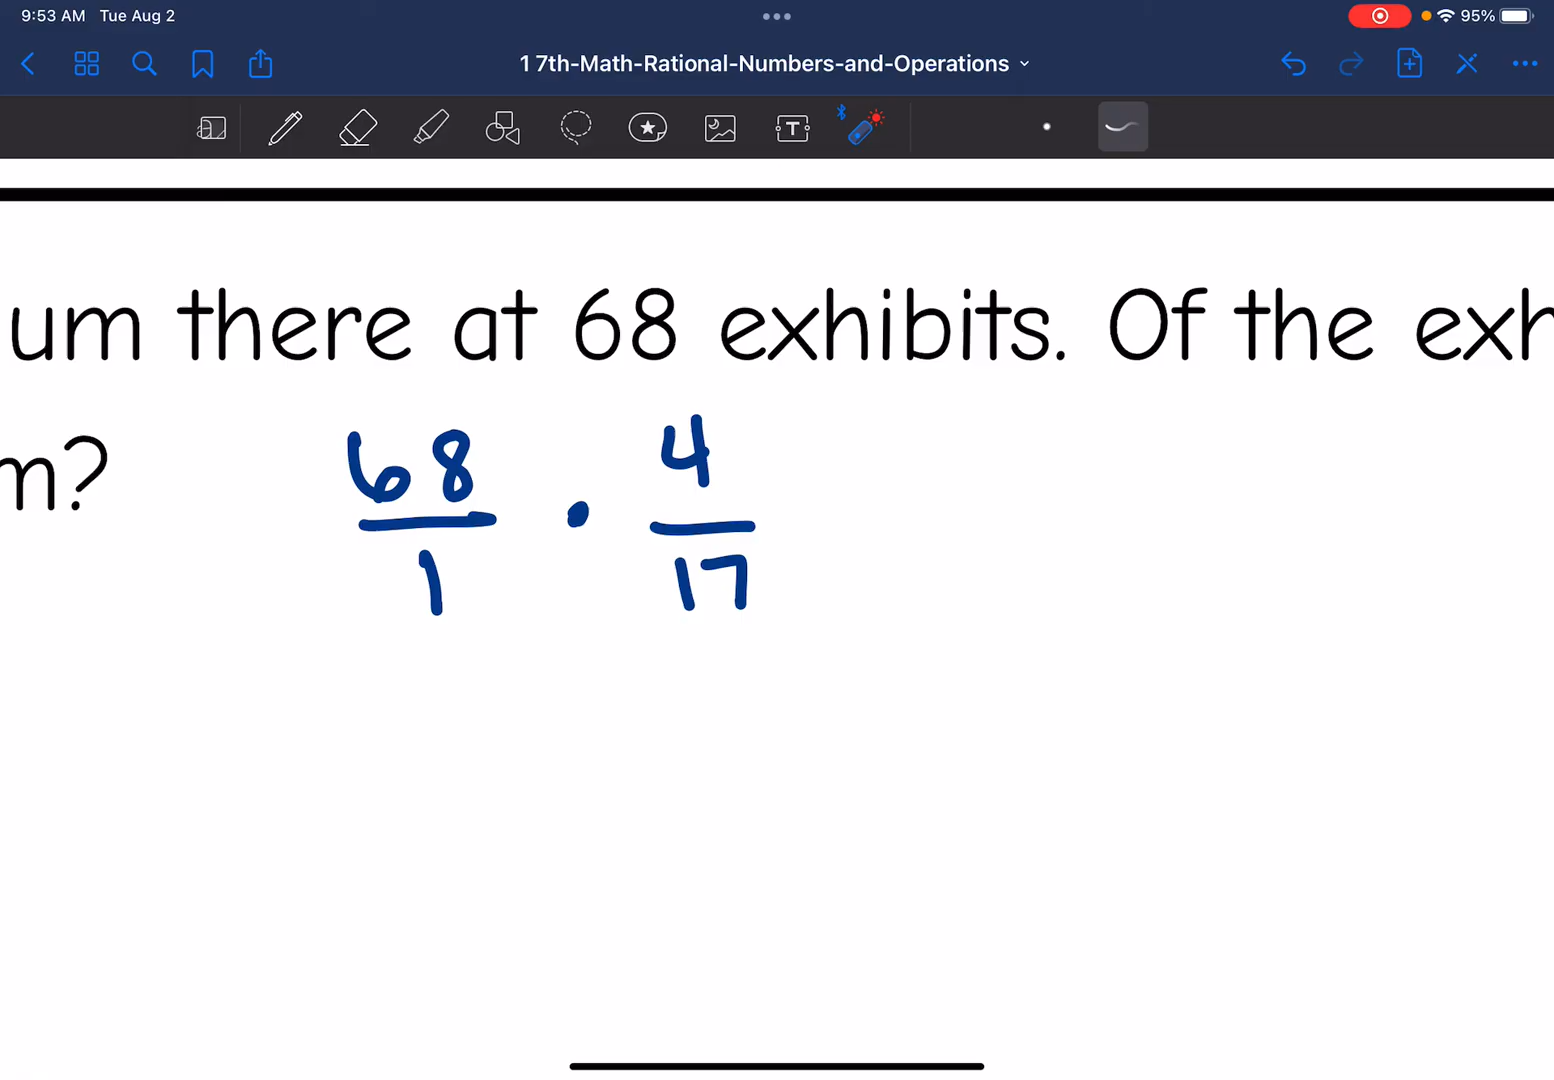 9:53 AM Tue Aug 2
95%
1 7th-Math-Rational-Numbers-and-Operations
T
um there at 68 exhibits. Of the exh
m?
68 · 4
1 17